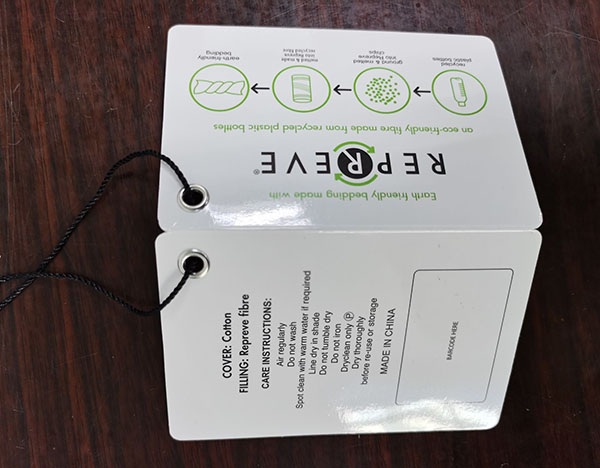 Earth friendly bedding made with
REPREVE®
an eco-friendly fibre made from recycled plastic bottles
recycled
plastic bottles
ground & melted
into Repreve
chips
melted & made
into Repreve
recycled fibre
earth-friendly
bedding
COVER: Cotton
FILLING: Repreve fibre
CARE INSTRUCTIONS:
Air regularly
Do not wash
Spot clean with warm water if required
Line dry in shade
Do not tumble dry
Do not iron
Dryclean only Ⓟ
Dry thoroughly
before re-use or storage
MADE IN CHINA
BARCODE HERE